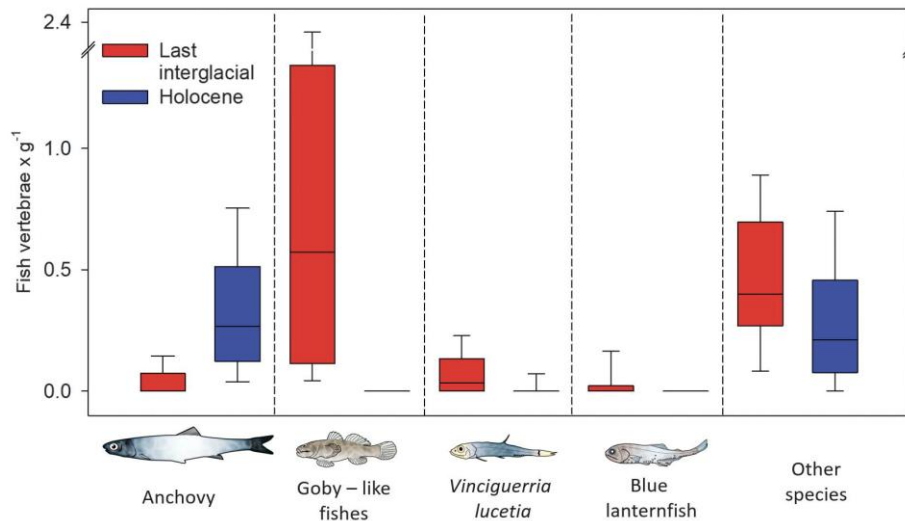 2.4
Last
interglacial
Holocene
Fish vertebrae x g⁻¹
1.0
0.5
0.0
Anchovy
Goby – like
fishes
Vinciguerria
lucetia
Blue
lanternfish
Other
species